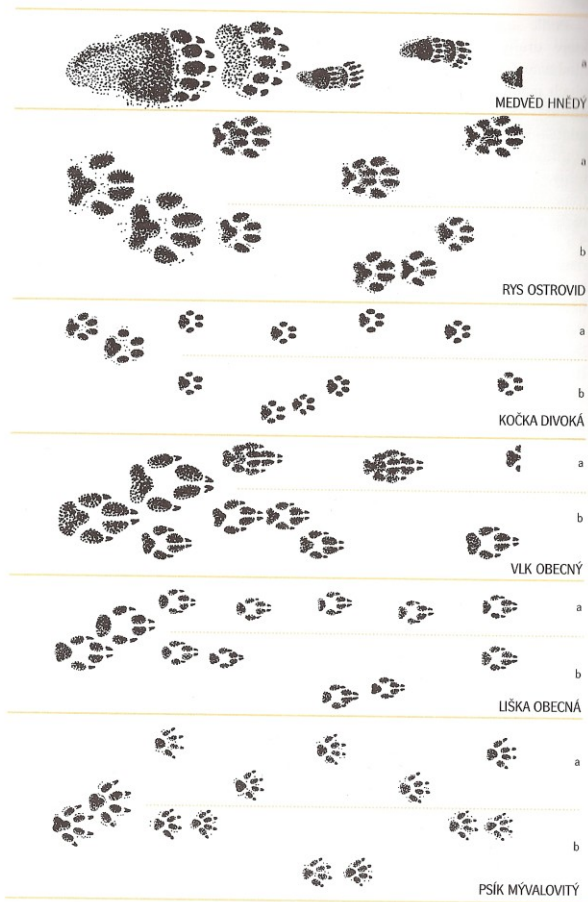 a
MEDVĚD HNĚDÝ
a
b
RYS OSTROVID
a
b
KOČKA DIVOKÁ
a
b
VLK OBECNÝ
a
b
LIŠKA OBECNÁ
a
b
PSÍK MÝVALOVITÝ